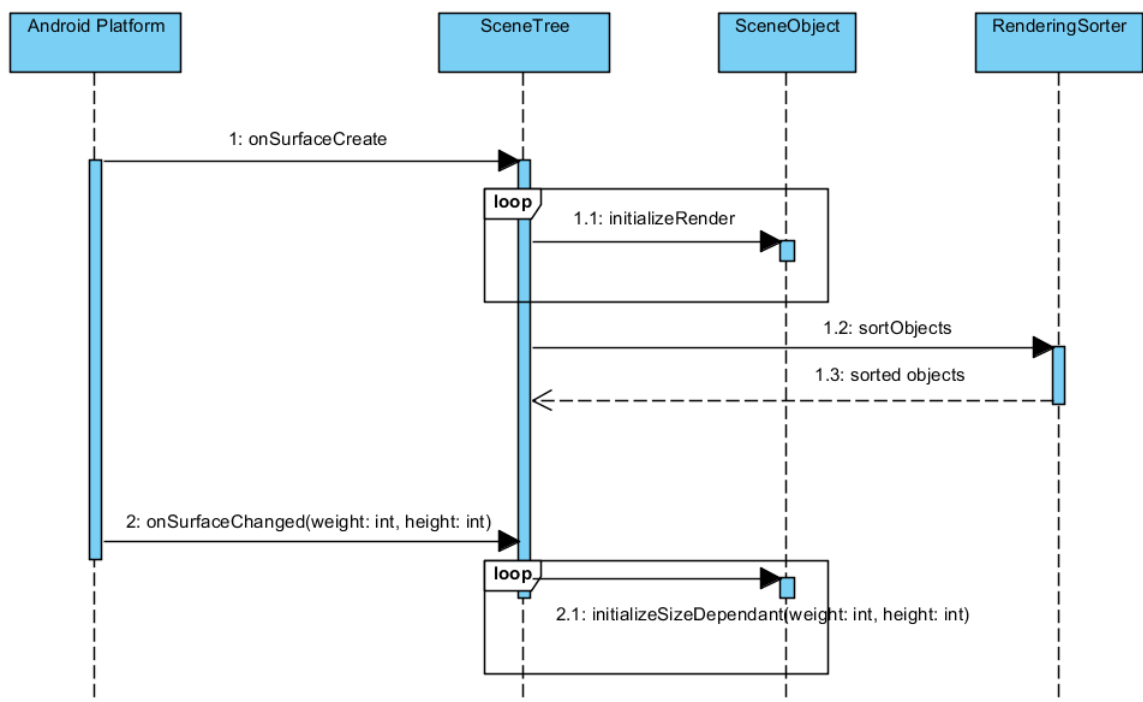 Android Platform
SceneTree
SceneObject
RenderingSorter
1: onSurfaceCreate
loop
1.1: initializeRender
1.2: sortObjects
1.3: sorted objects
2: onSurfaceChanged(weight: int, height: int)
loop
2.1: initializeSizeDependant(weight: int, height: int)